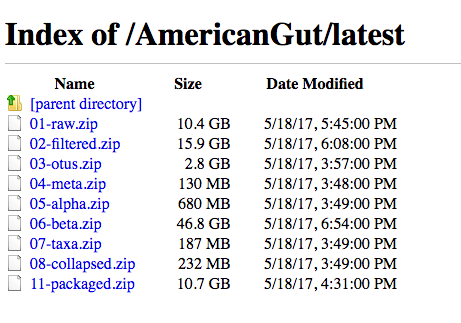 Index of /AmericanGut/latest
Name Size Date Modified
[parent directory]
01-raw.zip 10.4 GB 5/18/17, 5:45:00 PM
02-filtered.zip 15.9 GB 5/18/17, 6:08:00 PM
03-otus.zip 2.8 GB 5/18/17, 3:57:00 PM
04-meta.zip 130 MB 5/18/17, 3:48:00 PM
05-alpha.zip 680 MB 5/18/17, 3:49:00 PM
06-beta.zip 46.8 GB 5/18/17, 6:54:00 PM
07-taxa.zip 187 MB 5/18/17, 3:49:00 PM
08-collapsed.zip 232 MB 5/18/17, 3:49:00 PM
11-packaged.zip 10.7 GB 5/18/17, 4:31:00 PM